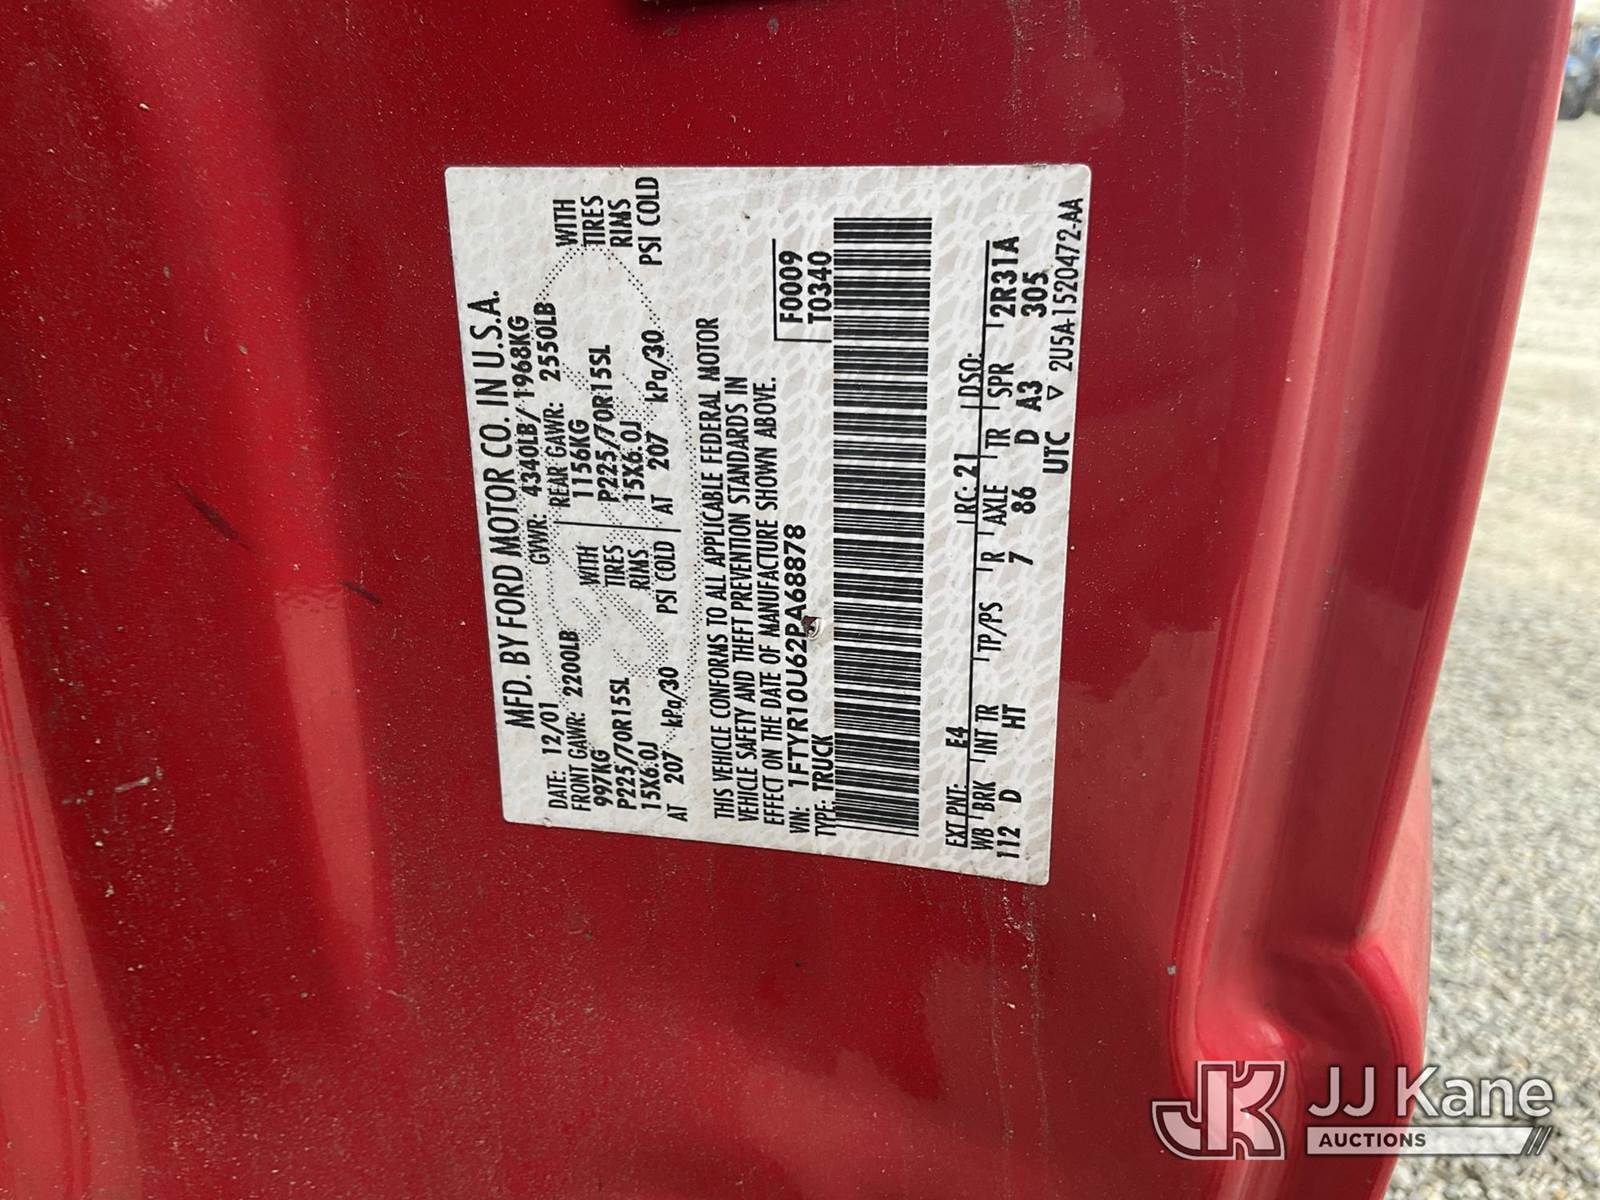 MFD. BY FORD MOTOR CO. IN U.S.A.
DATE: 12/01 GVWR: 4340LB/ 1968KG
FRONT GAWR: 2200LB REAR GAWR: 2550LB
997KG WITH 1156KG WITH
P225/70R15SL TIRES P225/70R15SL TIRES
15X6.0J RIMS 15X6.0J RIMS
AT 207 kPa/30 PSI COLD AT 207 kPa/30 PSI COLD
THIS VEHICLE CONFORMS TO ALL APPLICABLE FEDERAL MOTOR
VEHICLE SAFETY AND THEFT PREVENTION STANDARDS IN
EFFECT ON THE DATE OF MANUFACTURE SHOWN ABOVE.
VIN: 1FTYR10U62PA68878 F0009
TYPE: TRUCK T0340
EXT PNT: E4 RC: 21 DSO:
WB BRK INT TR TP/PS R AXLE TR SPR 2R31A
112 D HT 7 86 D A3 305
UTC ▽ 2U5A-1520472-AA
JK JJ Kane
AUCTIONS